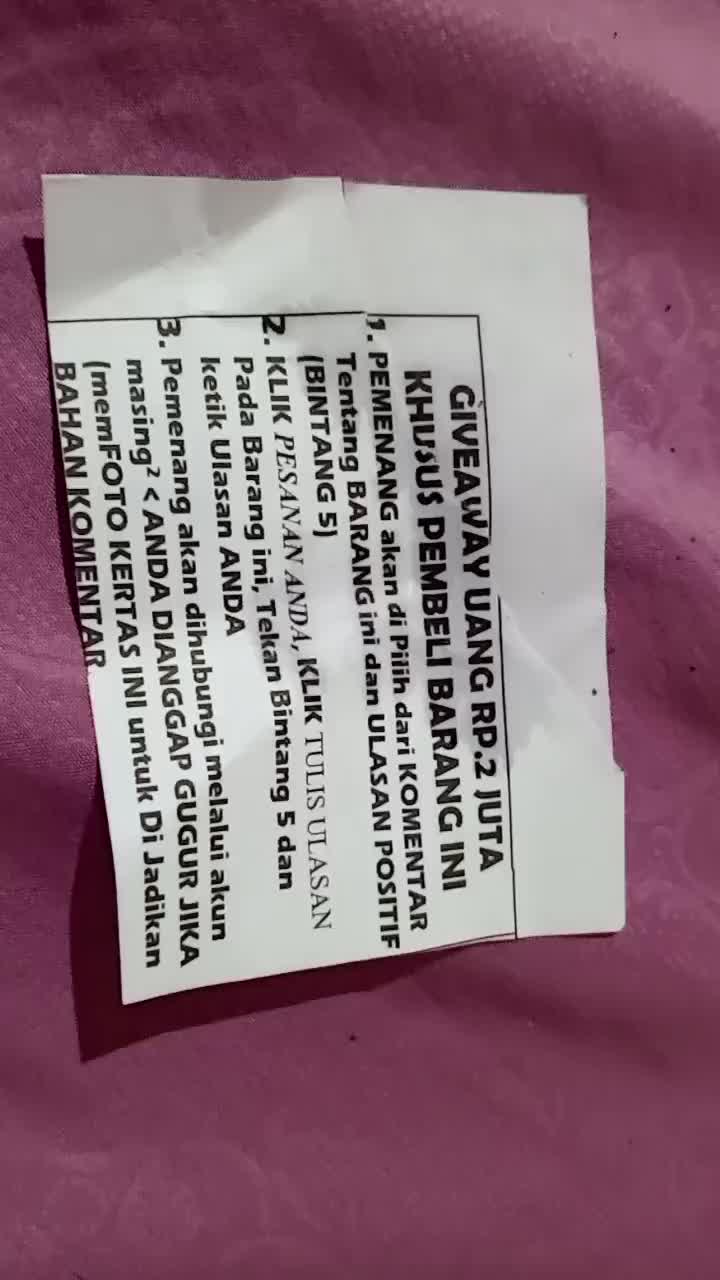 GIVEAWAY UANG RP.2 JUTA
KHUSUS PEMBELI BARANG INI
1. PEMENANG akan di Pilih dari KOMENTAR
Tentang BARANG ini dan ULASAN POSITIF
(BINTANG 5)
2. KLIK PESANAN ANDA, KLIK TULIS ULASAN
Pada Barang ini, Tekan Bintang 5 dan
ketik Ulasan ANDA
3. Pemenang akan dihubungi melalui akun
masing² < ANDA DIANGGAP GUGUR JIKA
(memFOTO KERTAS INI untuk Di Jadikan
BAHAN KOMENTAR